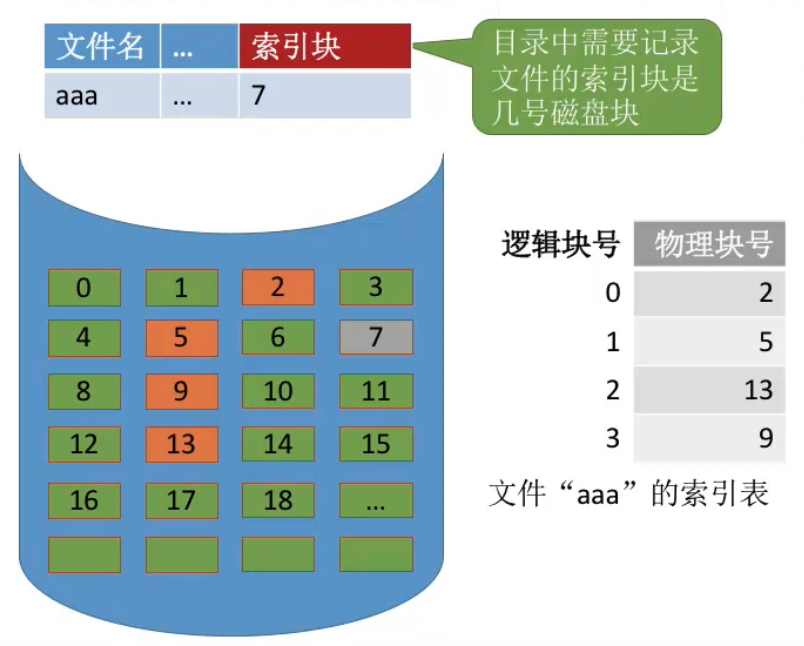 文件名 ... 索引块
aaa ... 7
目录中需要记录
文件的索引块是
几号磁盘块
0 1 2 3
4 5 6 7
8 9 10 11
12 13 14 15
16 17 18 ...
逻辑块号 物理块号
0 2
1 5
2 13
3 9
文件“aaa”的索引表